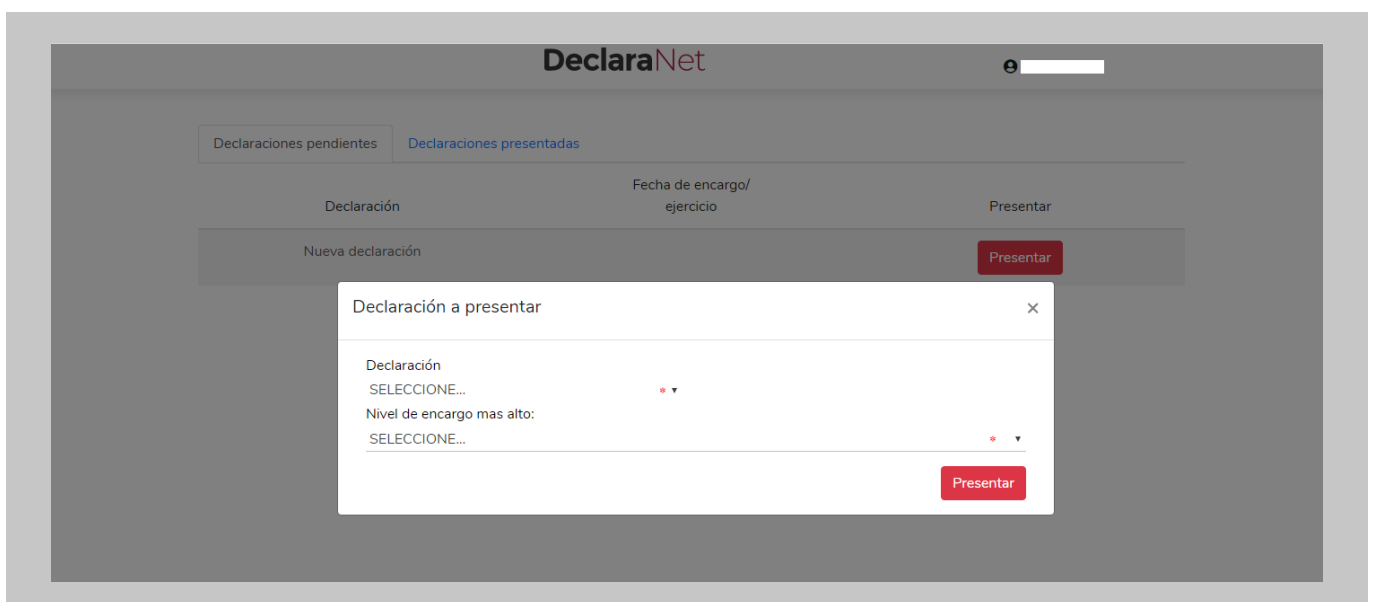 DeclaraNet
Declaraciones pendientes Declaraciones presentadas
Fecha de encargo/
Declaración ejercicio Presentar
Nueva declaración Presentar
Declaración a presentar ×
Declaración
SELECCIONE... * ▼
Nivel de encargo mas alto:
SELECCIONE... * ▼
Presentar